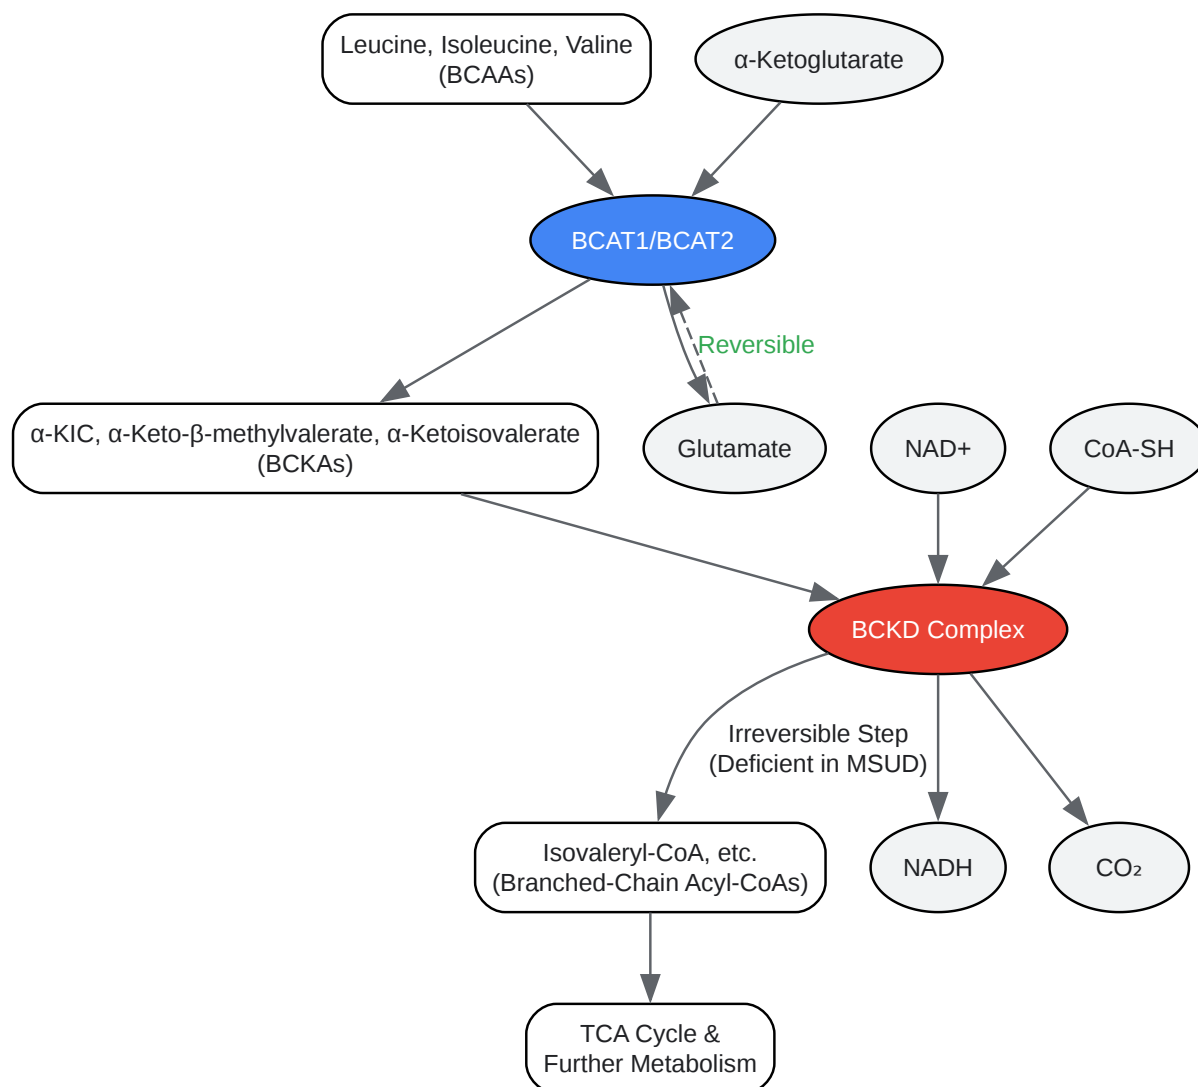 Leucine, Isoleucine, Valine
(BCAAs)
α-Ketoglutarate
BCAT1/BCAT2
Reversible
α-KIC, α-Keto-β-methylvalerate, α-Ketoisovalerate
(BCKAs)
Glutamate
NAD+
CoA-SH
BCKD Complex
Irreversible Step
(Deficient in MSUD)
Isovaleryl-CoA, etc.
(Branched-Chain Acyl-CoAs)
NADH
CO₂
TCA Cycle &
Further Metabolism